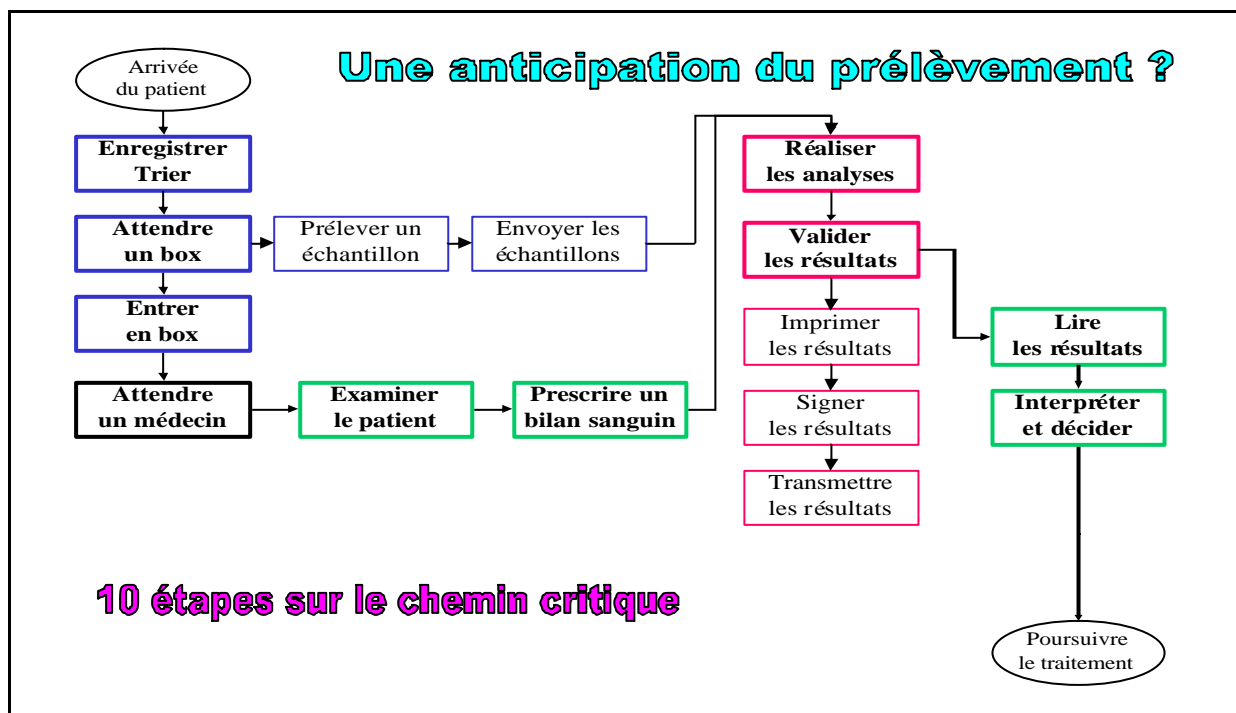 Une anticipation du prélèvement ?
Arrivée
du patient
Enregistrer
Trier
Attendre
un box
Prélever un
échantillon
Envoyer les
échantillons
Entrer
en box
Attendre
un médecin
Examiner
le patient
Prescrire un
bilan sanguin
Réaliser
les analyses
Valider
les résultats
Imprimer
les résultats
Signer
les résultats
Transmettre
les résultats
Lire
les résultats
Interpréter
et décider
10 étapes sur le chemin critique
Poursuivre
le traitement